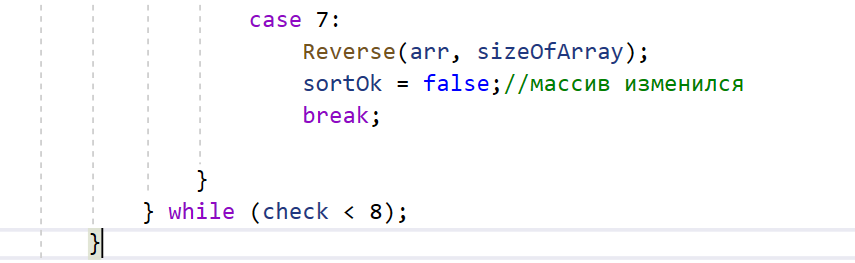 case 7:
Reverse(arr, sizeOfArray);
sortOk = false;//массив изменился
break;
}
} while (check < 8);
}